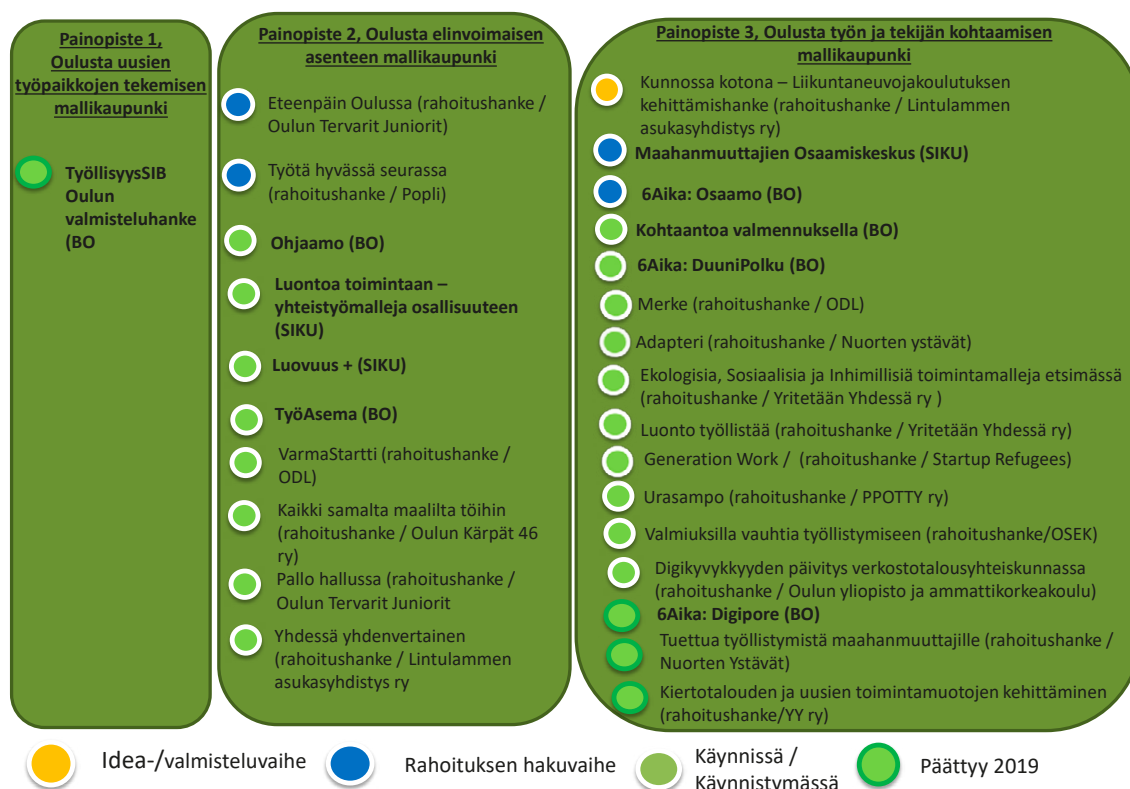 Painopiste 1,
Oulusta uusien
työpaikkojen tekemisen
mallikaupunki
TyöllisyysSIB
Oulun
valmisteluhanke
(BO
Painopiste 2, Oulusta elinvoimaisen
asenteen mallikaupunki
Eteenpäin Oulussa (rahoitushanke /
Oulun Tervarit Juniorit)
Työtä hyvässä seurassa
(rahoitushanke / Popli)
Ohjaamo (BO)
Luontoa toimintaan –
yhteistyömalleja osallisuuteen
(SIKU)
Luovuus + (SIKU)
TyöAsema (BO)
VarmaStartti (rahoitushanke /
ODL)
Kaikki samalta maalilta töihin
(rahoitushanke / Oulun Kärpät 46
ry)
Pallo hallussa (rahoitushanke /
Oulun Tervarit Juniorit
Yhdessä yhdenvertainen
(rahoitushanke / Lintulammen
asukasyhdistys ry
Painopiste 3, Oulusta työn ja tekijän kohtaamisen
mallikaupunki
Kunnossa kotona – Liikuntaneuvojakoulutuksen
kehittämishanke (rahoitushanke / Lintulammen
asukasyhdistys ry)
Maahanmuuttajien Osaamiskeskus (SIKU)
6Aika: Osaamo (BO)
Kohtaantoa valmennuksella (BO)
6Aika: DuuniPolku (BO)
Merke (rahoitushanke / ODL)
Adapteri (rahoitushanke / Nuorten ystävät)
Ekologisia, Sosiaalisia ja Inhimillisiä toimintamalleja etsimässä
(rahoitushanke / Yritetään Yhdessä ry )
Luonto työllistää (rahoitushanke / Yritetään Yhdessä ry)
Generation Work / (rahoitushanke / Startup Refugees)
Urasampo (rahoitushanke / PPOTTY ry)
Valmiuksilla vauhtia työllistymiseen (rahoitushanke/OSEK)
Digikyvykkyyden päivitys verkostotalousyhteiskunnassa
(rahoitushanke / Oulun yliopisto ja ammattikorkeakoulu)
6Aika: Digipore (BO)
Tuettua työllistymistä maahanmuuttajille (rahoitushanke /
Nuorten Ystävät)
Kiertotalouden ja uusien toimintamuotojen kehittäminen
(rahoitushanke/YY ry)
Idea-/valmisteluvaihe
Rahoituksen hakuvaihe
Käynnissä /
Käynnistymässä
Päättyy 2019